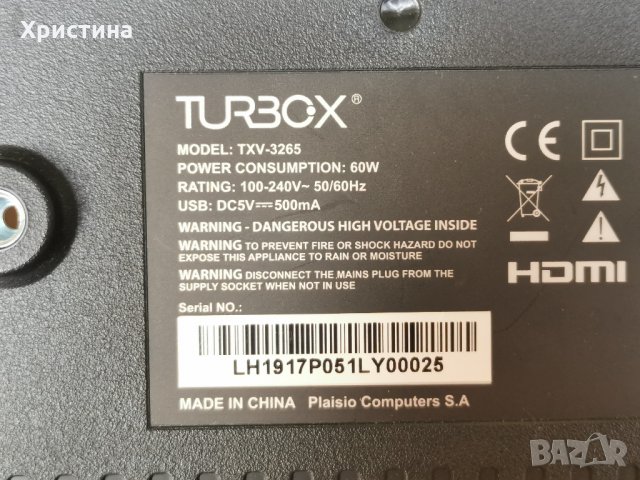 Христина
TURBOX®
MODEL: TXV-3265
POWER CONSUMPTION: 60W
RATING: 100-240V~ 50/60Hz
USB: DC5V⎓500mA
WARNING - DANGEROUS HIGH VOLTAGE INSIDE
WARNING TO PREVENT FIRE OR SHOCK HAZARD DO NOT
EXPOSE THIS APPLIANCE TO RAIN OR MOISTURE
WARNING DISCONNECT THE MAINS PLUG FROM THE
SUPPLY SOCKET WHEN NOT IN USE
Serial NO.:
LH1917P051LY00025
MADE IN CHINA Plaisio Computers S.A
CE
HDMI
BAZAR